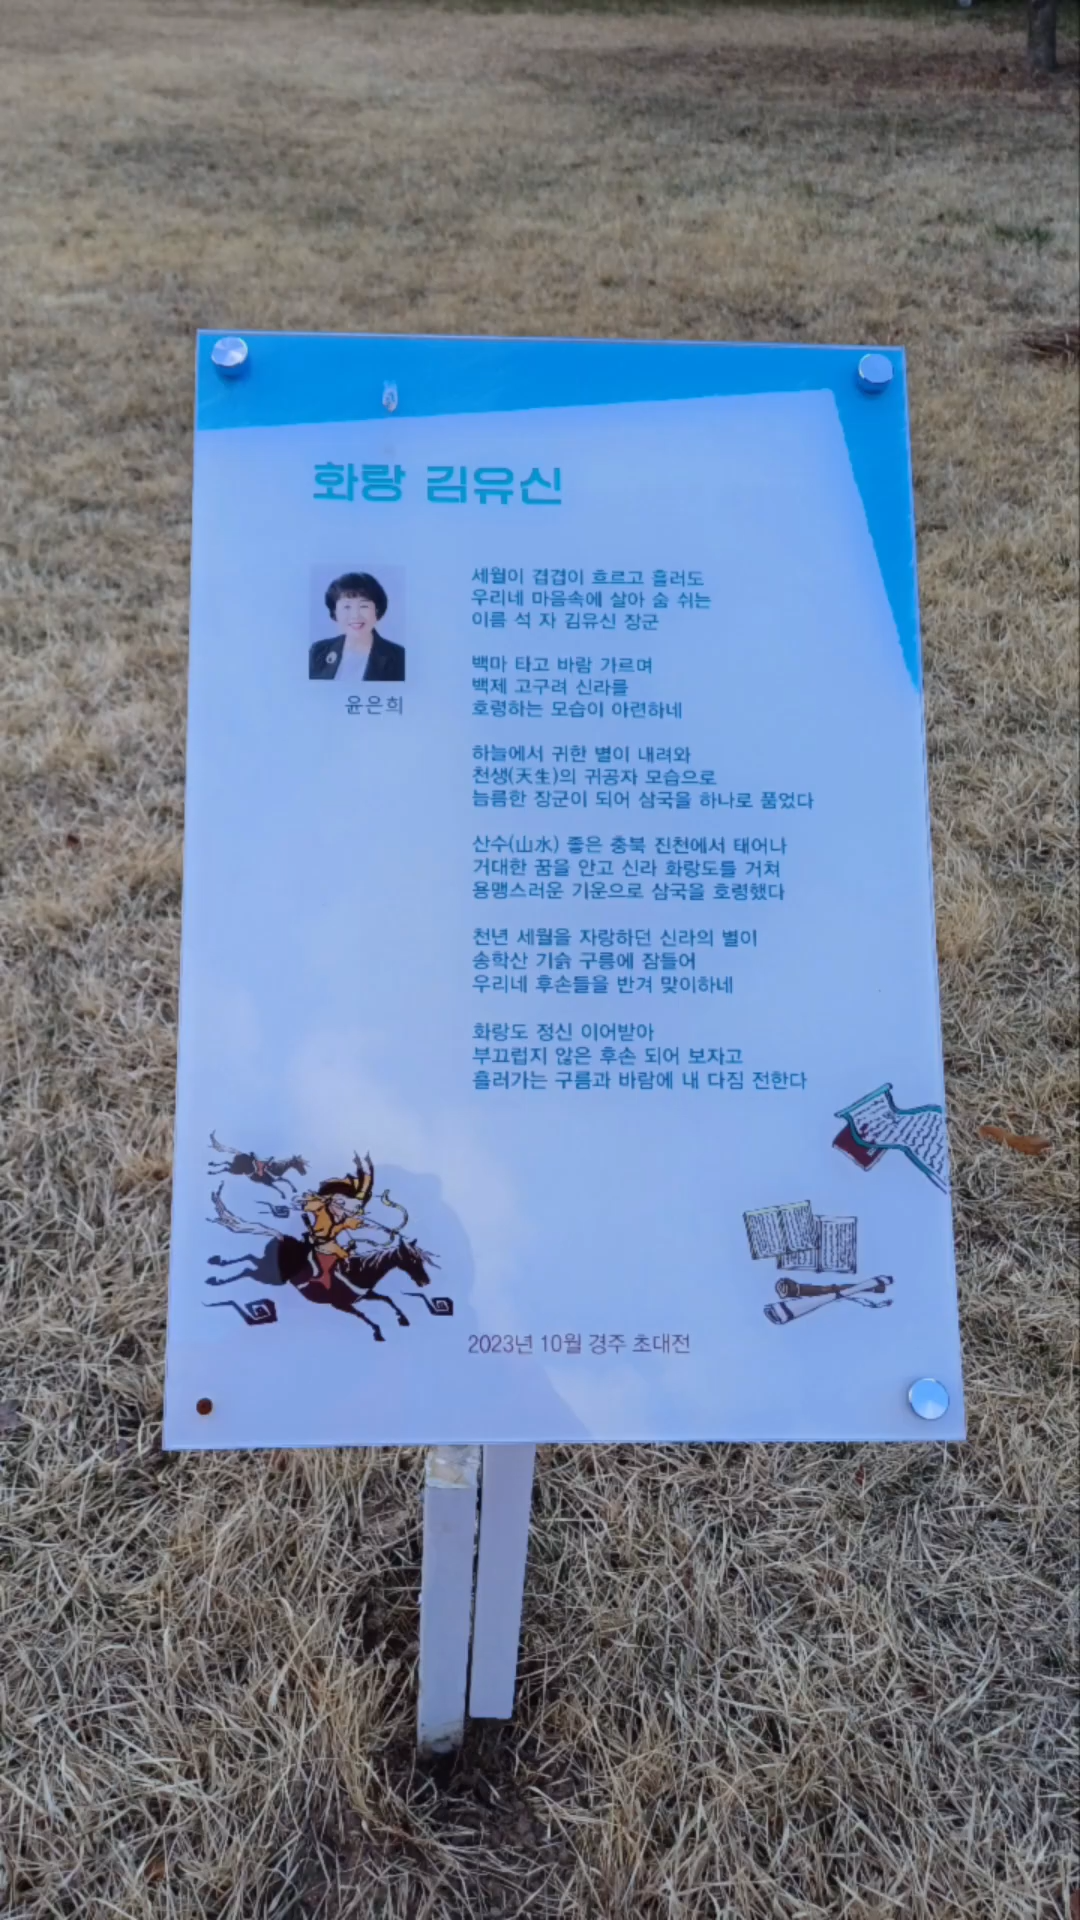 화랑 김유신
윤은희
세월이 겹겹이 흐르고 흘러도
우리네 마음속에 살아 숨 쉬는
이름 석 자 김유신 장군
백마 타고 바람 가르며
백제 고구려 신라를
호령하는 모습이 아련하네
하늘에서 귀한 별이 내려와
천생(天生)의 귀공자 모습으로
늠름한 장군이 되어 삼국을 하나로 품었다
산수(山水) 좋은 충북 진천에서 태어나
거대한 꿈을 안고 신라 화랑도를 거쳐
용맹스러운 기운으로 삼국을 호령했다
천년 세월을 자랑하던 신라의 별이
송학산 기슭 구릉에 잠들어
우리네 후손들을 반겨 맞이하네
화랑도 정신 이어받아
부끄럽지 않은 후손 되어 보자고
흘러가는 구름과 바람에 내 다짐 전한다
2023년 10월 경주 초대전